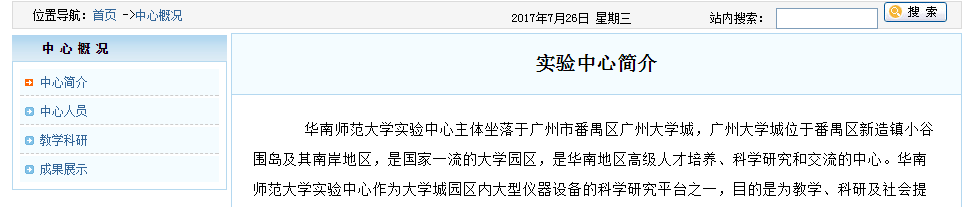 位置导航：首页 ->中心概况 2017年7月26日 星期三 站内搜索： 搜 索
中心概况
中心简介
中心人员
教学科研
成果展示
实验中心简介
华南师范大学实验中心主体坐落于广州市番禺区广州大学城，广州大学城位于番禺区新造镇小谷
围岛及其南岸地区，是国家一流的大学园区，是华南地区高级人才培养、科学研究和交流的中心。华南
师范大学实验中心作为大学城园区内大型仪器设备的科学研究平台之一，目的是为教学、科研及社会提